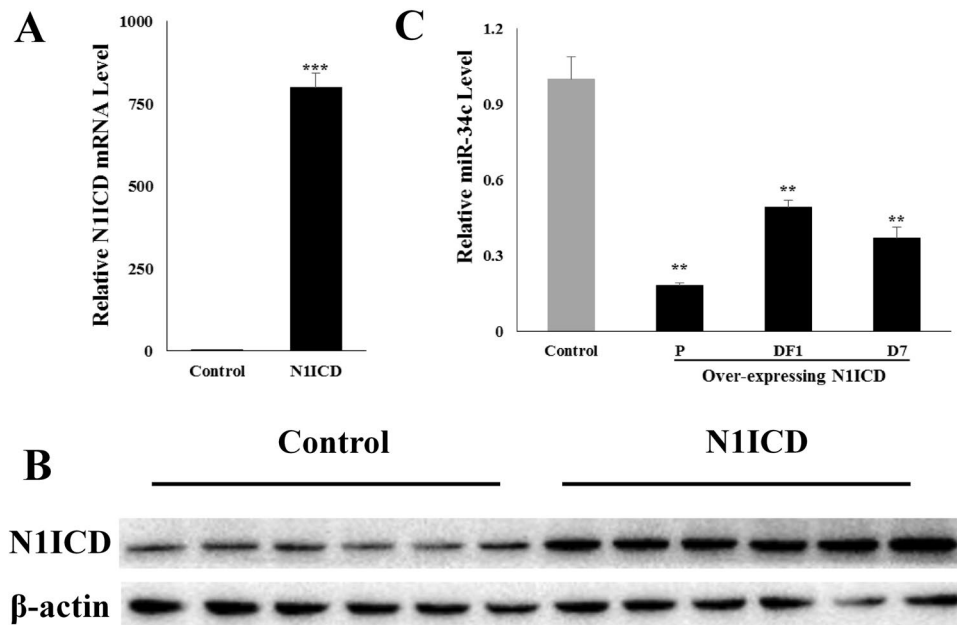 A
Relative N1ICD mRNA Level
1000
750
500
250
0
***
Control N1ICD
C
Relative miR-34c Level
1.2
0.9
0.6
0.3
0
**
**
**
Control P DF1 D7
Over-expressing N1ICD
B
Control N1ICD
N1ICD
β-actin